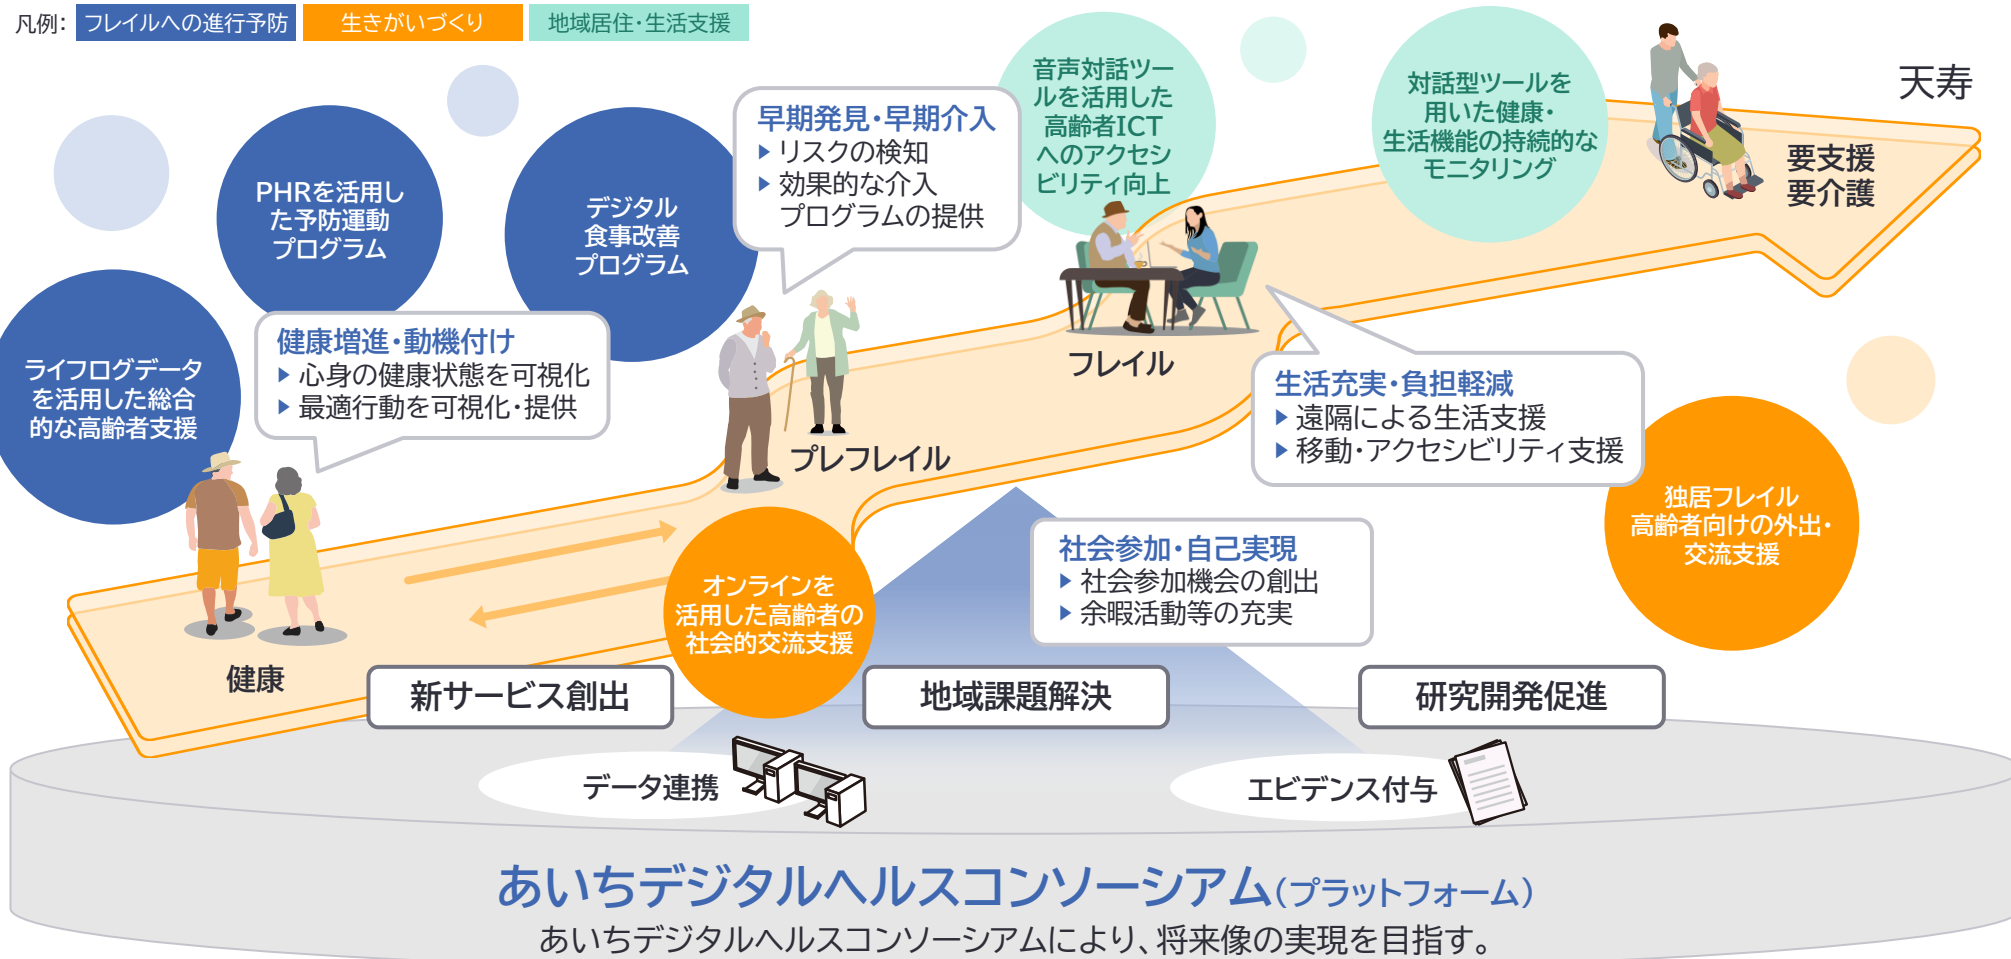 凡例：
フレイルへの進行予防
生きがいづくり
地域居住・生活支援
音声対話ツー
ルを活用した
高齢者ICT
へのアクセシ
ビリティ向上
対話型ツールを
用いた健康・
生活機能の持続的な
モニタリング
天寿
要支援
要介護
早期発見・早期介入
▶ リスクの検知
▶ 効果的な介入
プログラムの提供
PHRを活用し
た予防運動
プログラム
デジタル
食事改善
プログラム
ライフログデータ
を活用した総合
的な高齢者支援
健康増進・動機付け
▶ 心身の健康状態を可視化
▶ 最適行動を可視化・提供
フレイル
プレフレイル
生活充実・負担軽減
▶ 遠隔による生活支援
▶ 移動・アクセシビリティ支援
独居フレイル
高齢者向けの外出・
交流支援
社会参加・自己実現
▶ 社会参加機会の創出
▶ 余暇活動等の充実
オンラインを
活用した高齢者の
社会的交流支援
健康
新サービス創出
地域課題解決
研究開発促進
データ連携
エビデンス付与
あいちデジタルヘルスコンソーシアム（プラットフォーム）
あいちデジタルヘルスコンソーシアムにより、将来像の実現を目指す。